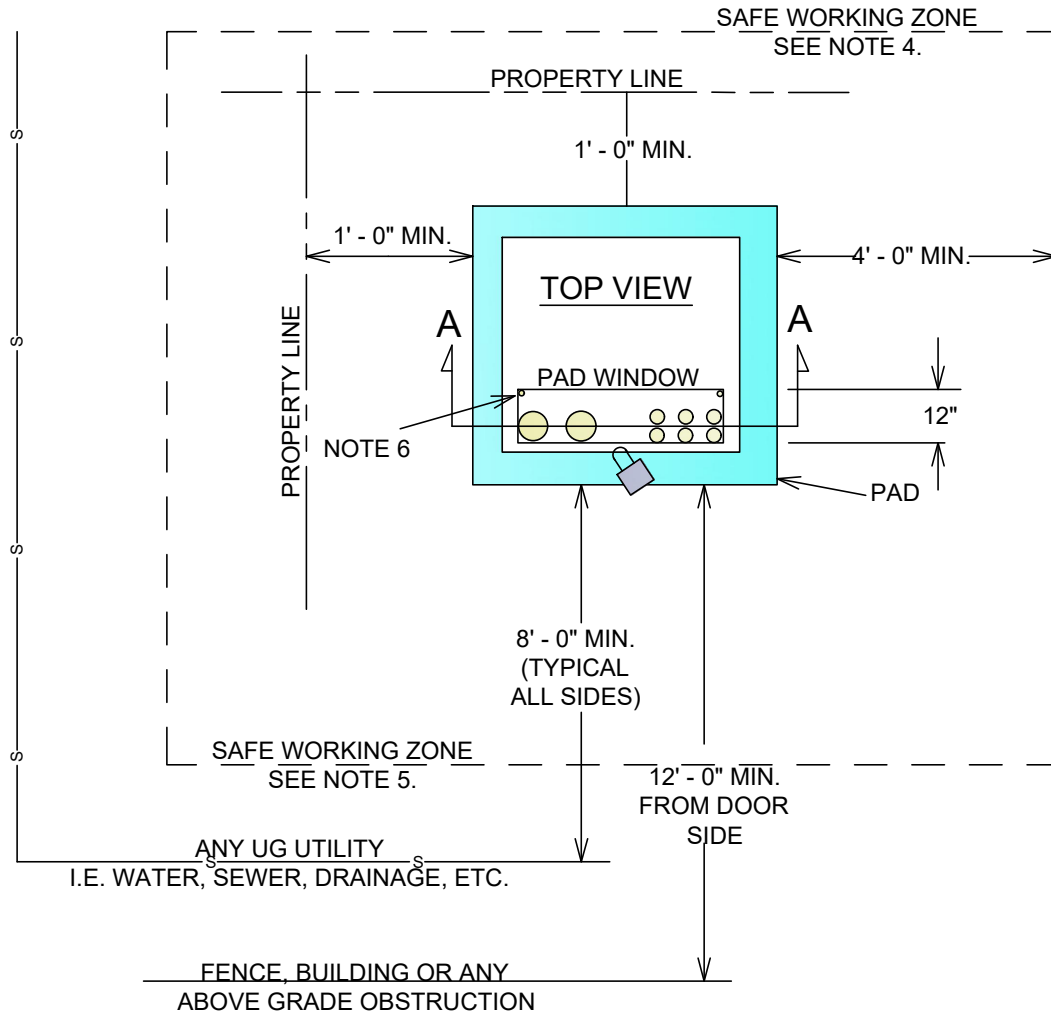 SAFE WORKING ZONE
SEE NOTE 4.
PROPERTY LINE
1' - 0" MIN.
1' - 0" MIN.
4'- 0" MIN.
TOP VIEW
A
A
PROPERTY LINE
PAD WINDOW
12"
NOTE 6
PAD
8' - 0" MIN.
(TYPICAL
ALL SIDES)
SAFE WORKING ZONE
SEE NOTE 5.
12' - 0" MIN.
FROM DOOR
SIDE
ANY UG UTILITY
I.E. WATER, SEWER, DRAINAGE, ETC.
FENCE, BUILDING OR ANY
ABOVE GRADE OBSTRUCTION
S
S
S
S
S
S